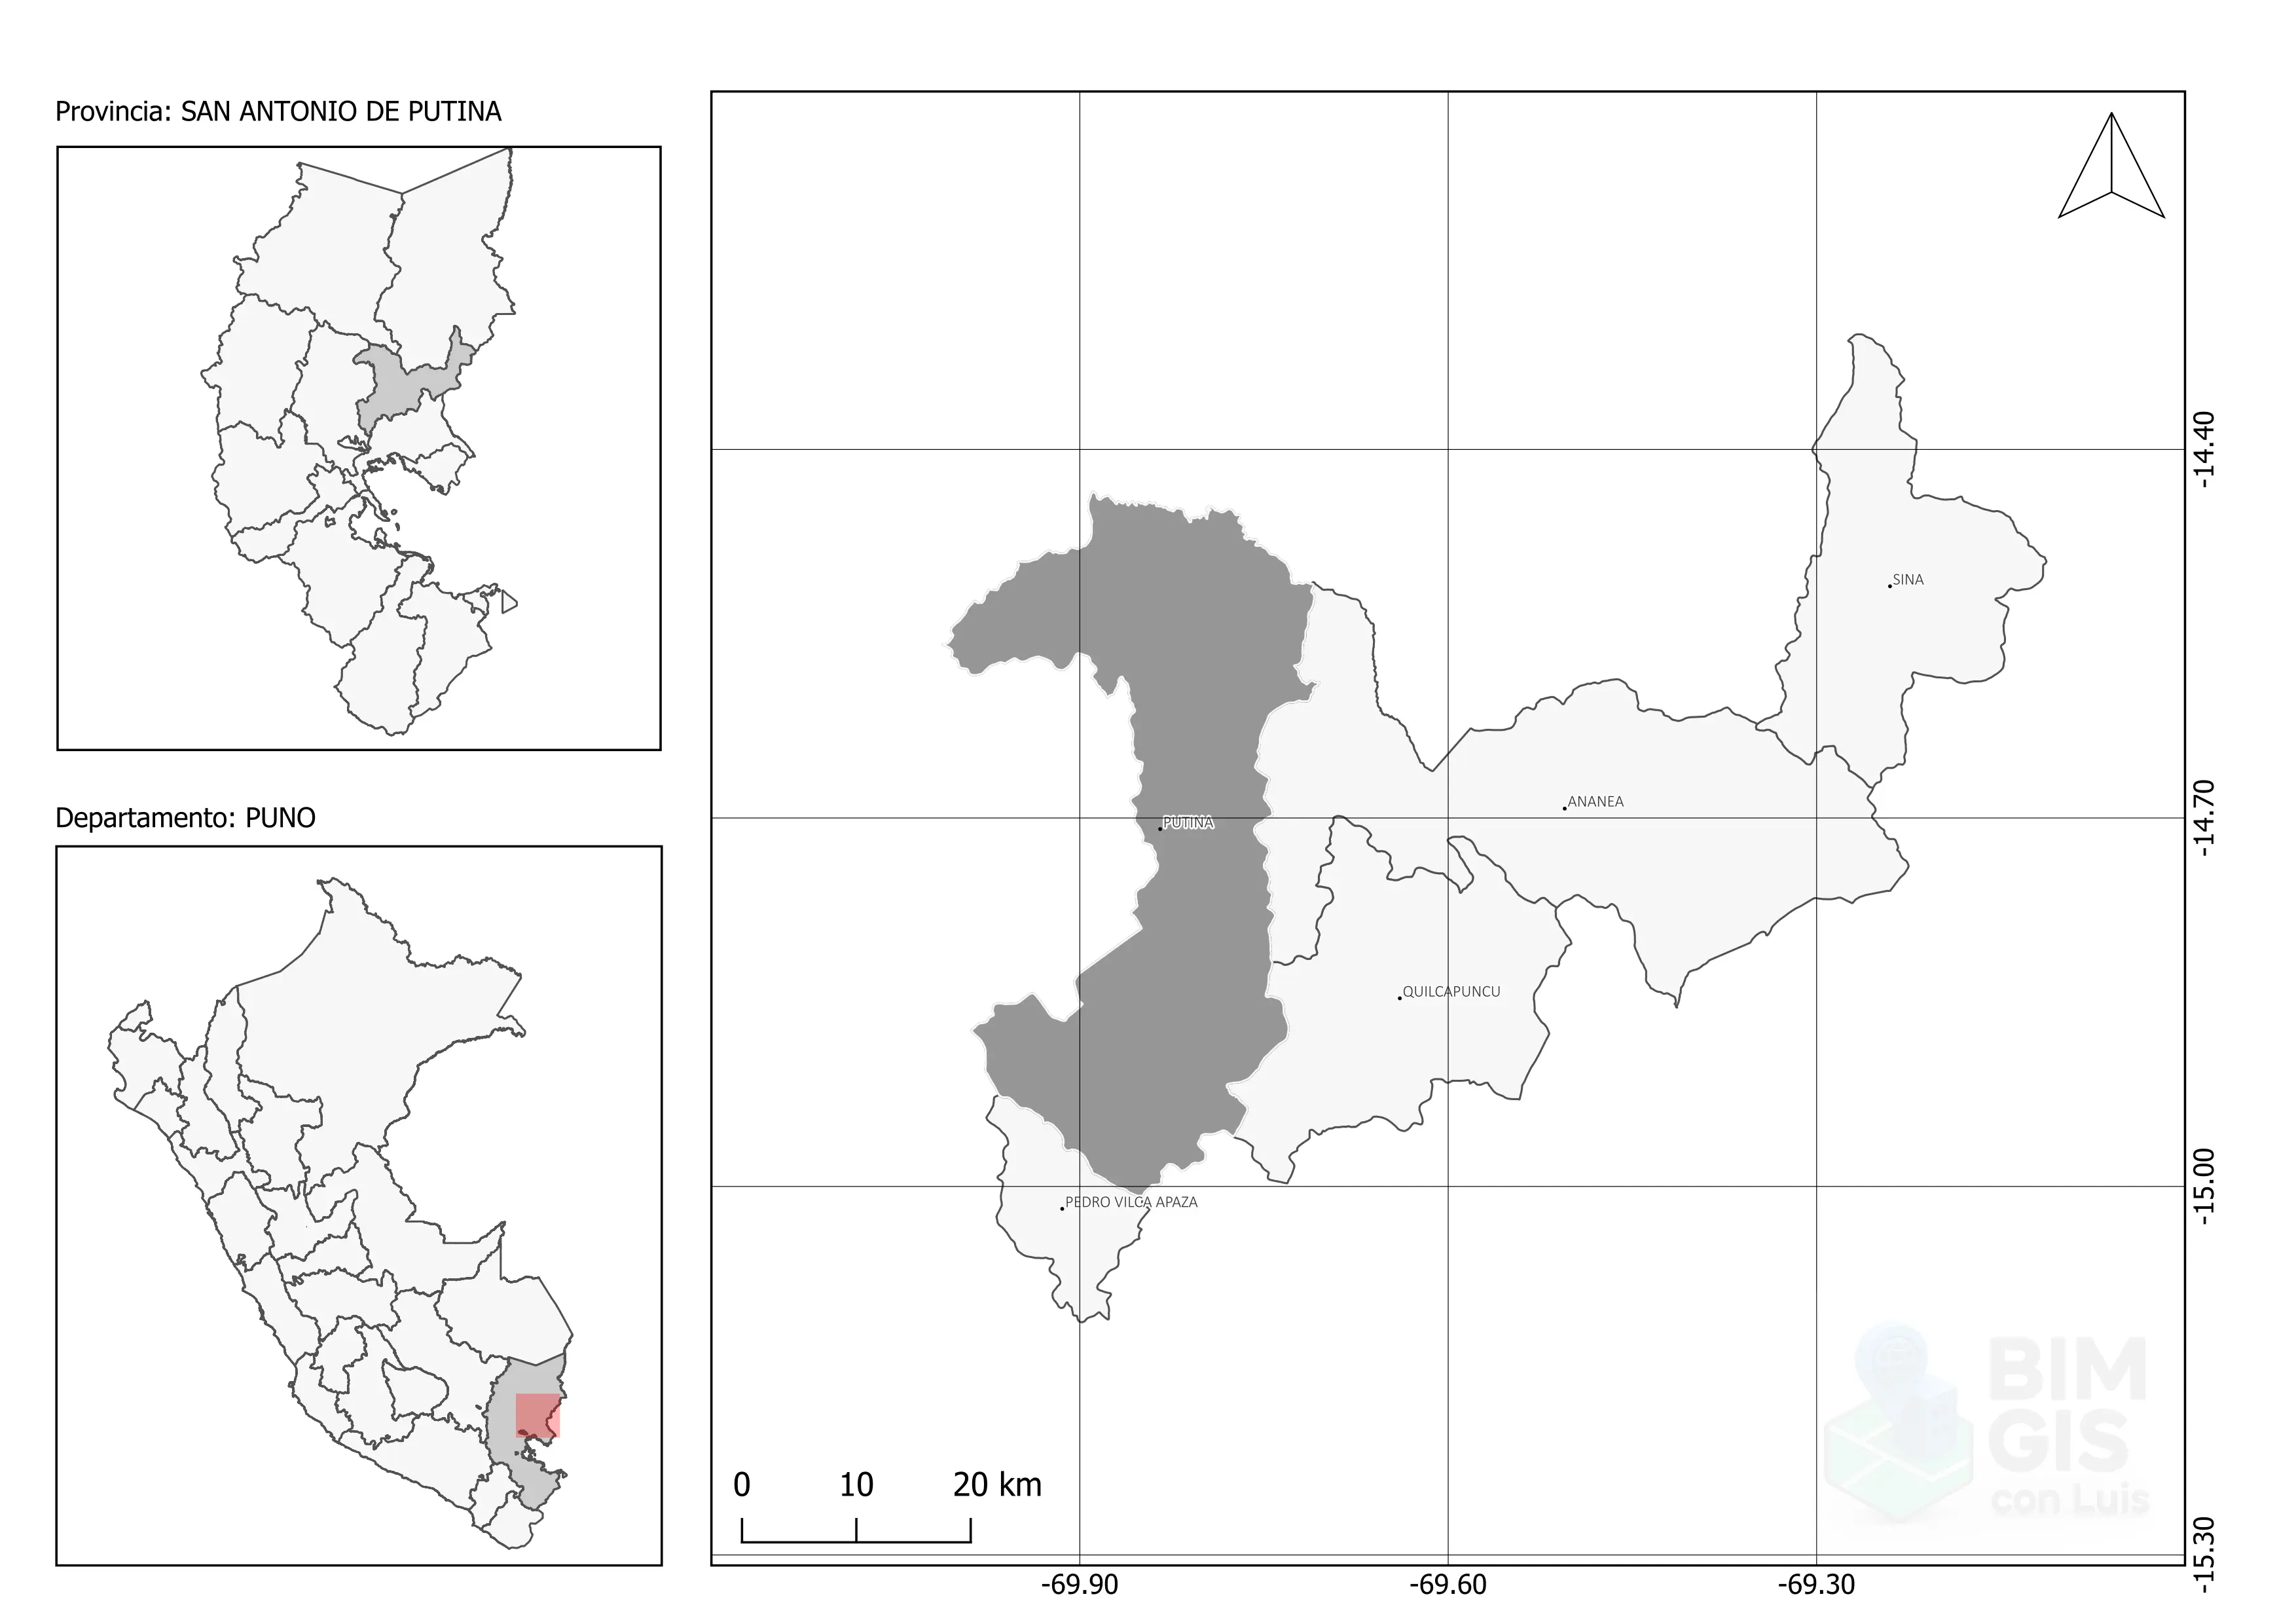 Provincia: SAN ANTONIO DE PUTINA
Departamento: PUNO
SINA
ANANEA
PUTINA
QUILCAPUNCU
PEDRO VILCA APAZA
-14.40
-14.70
-15.00
-15.30
0 10 20 km
-69.90 -69.60 -69.30
BIM
GIS
con Luis